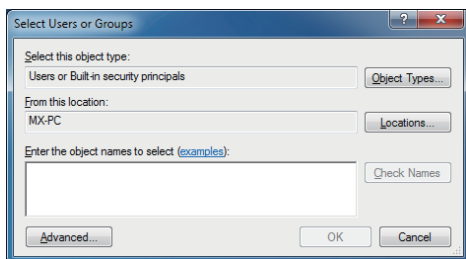 Select Users or Groups
Select this object type:
Users or Built-in security principals
Object Types...
From this location:
MX-PC
Locations...
Enter the object names to select (examples):
Check Names
Advanced...
OK
Cancel